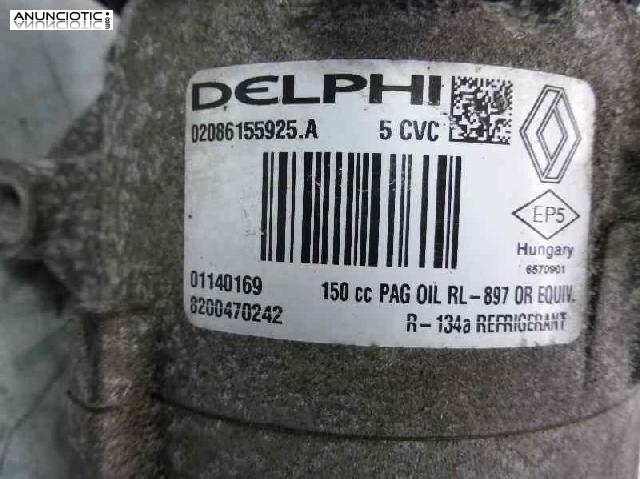 ANUNCIOTIC.COM
DELPHI
02086155925.A 5 CVC
EP5
Hungary
6570901
01140169 150 cc PAG OIL RL-897 OR EQUIV.
8200470242 R-134a REFRIGERANT